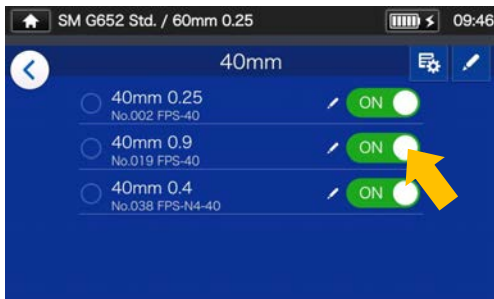 SM G652 Std. / 60mm 0.25 09:46
40mm
40mm 0.25 ON
No.002 FPS-40
40mm 0.9 ON
No.019 FPS-40
40mm 0.4 ON
No.038 FPS-N4-40